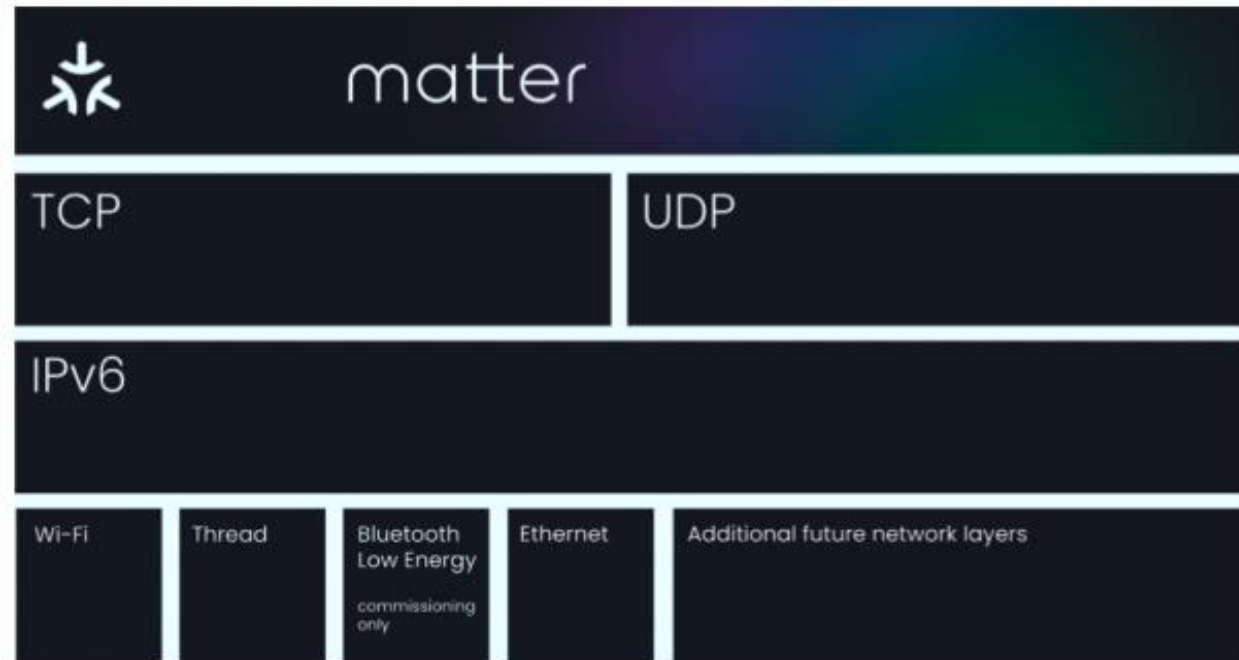 matter
TCP
UDP
IPv6
Wi-Fi
Thread
Bluetooth
Low Energy
commissioning
only
Ethernet
Additional future network layers